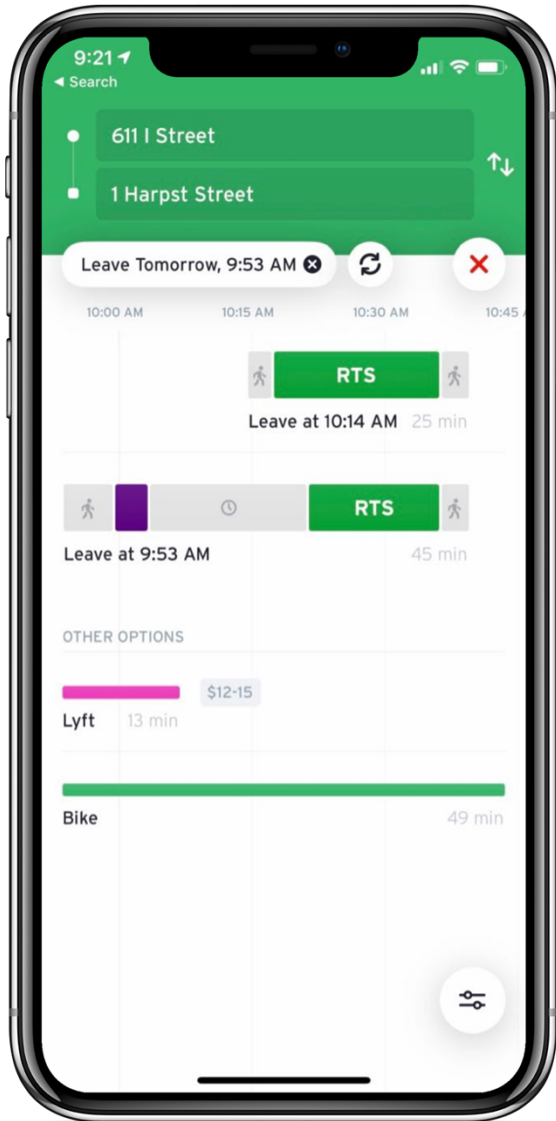 9:21
◀ Search
611 I Street
1 Harpst Street
Leave Tomorrow, 9:53 AM
10:00 AM 10:15 AM 10:30 AM 10:45
RTS
Leave at 10:14 AM 25 min
RTS
Leave at 9:53 AM 45 min
OTHER OPTIONS
$12-15
Lyft 13 min
Bike 49 min